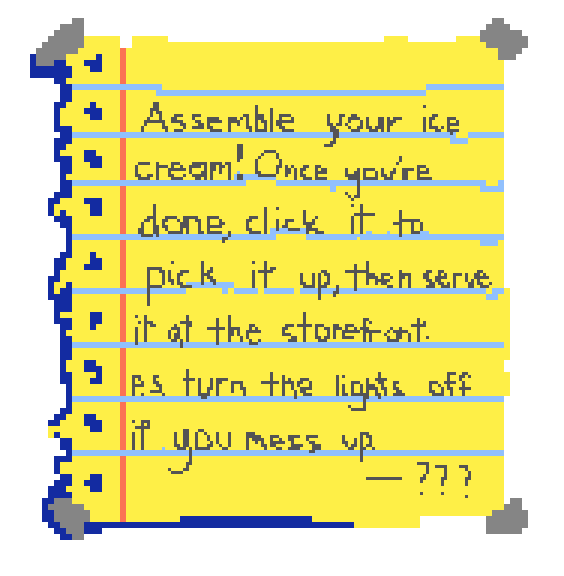 Assemble your ice
cream! Once you're
done, click it to
pick it up, then serve
it at the storefront.
P.S turn the lights off
if you mess up
— ???